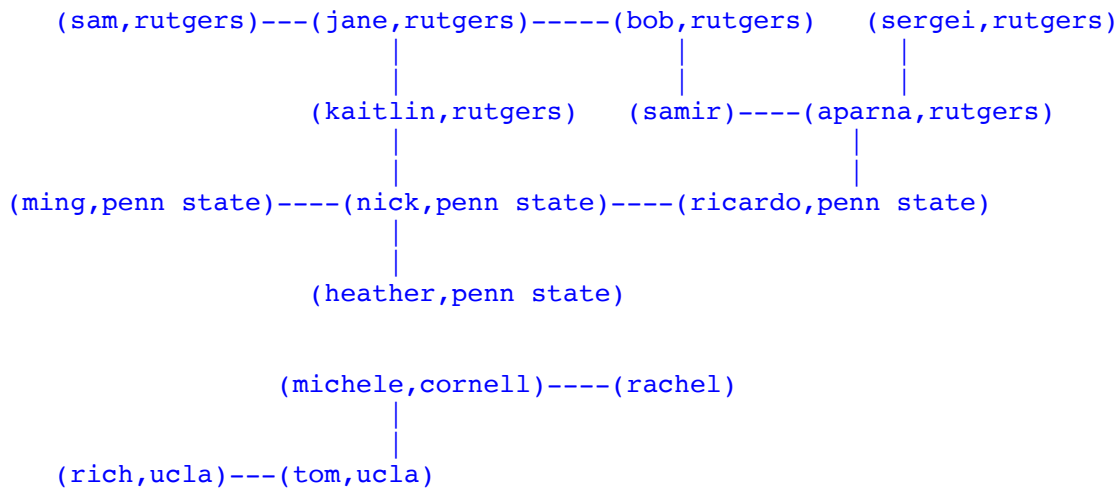 (sam,rutgers)---(jane,rutgers)-----(bob,rutgers) (sergei,rutgers)
(kaitlin,rutgers) (samir)----(aparna,rutgers)
(ming,penn state)----(nick,penn state)----(ricardo,penn state)
(heather,penn state)
(michele,cornell)----(rachel)
(rich,ucla)---(tom,ucla)